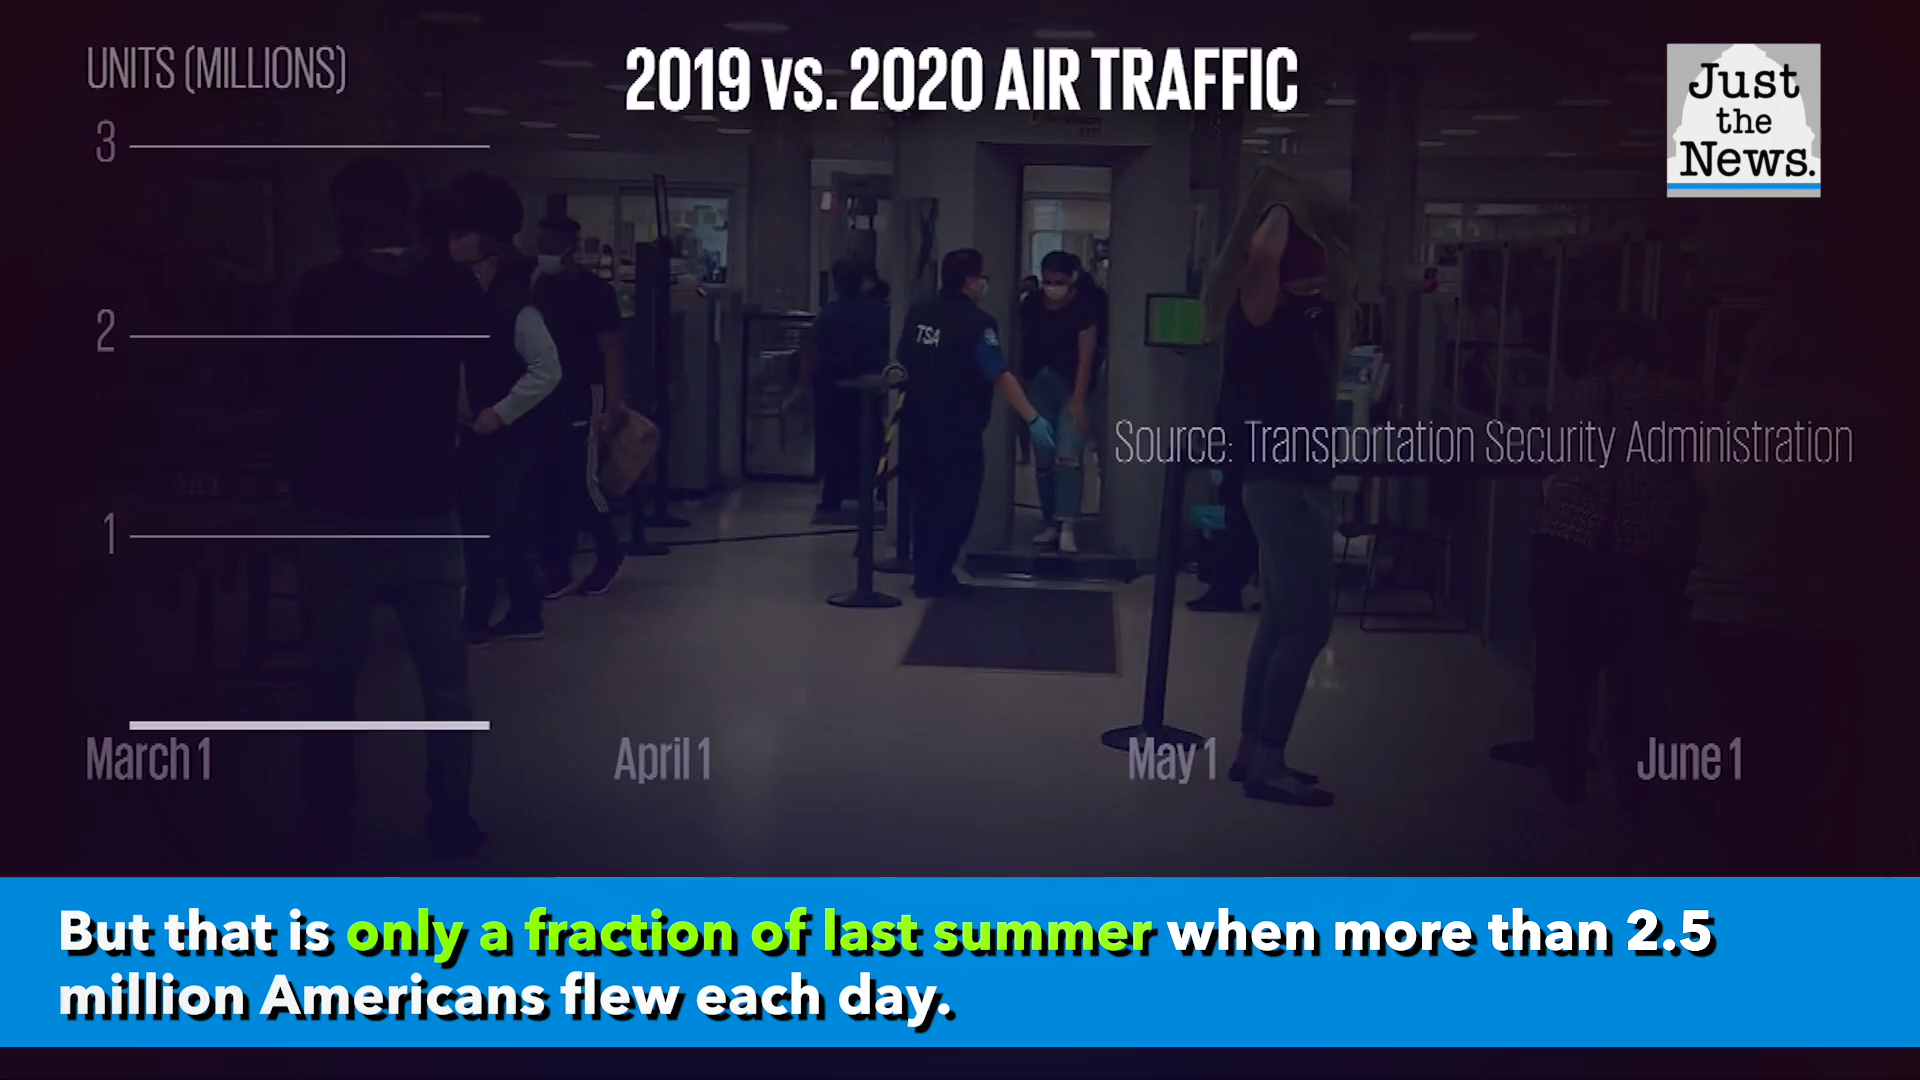 UNITS (MILLIONS)
2019 VS. 2020 AIR TRAFFIC
Just
the
News.
3
2
TSA
Source: Transportation Security Administration
1
March 1
April 1
May 1
June 1
But that is only a fraction of last summer when more than 2.5
million Americans flew each day.